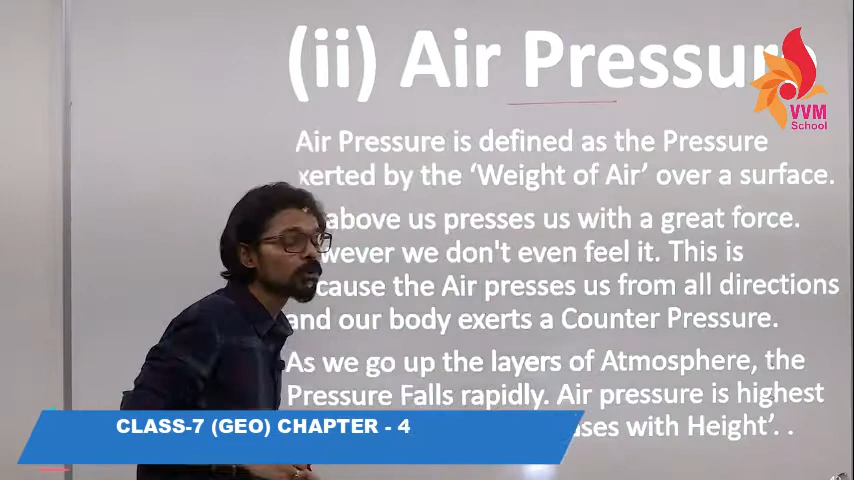 (ii) Air Pressur
VVM
School
Air Pressure is defined as the Pressure
xerted by the ‘Weight of Air’ over a surface.
above us presses us with a great force.
wever we don't even feel it. This is
cause the Air presses us from all directions
and our body exerts a Counter Pressure.
As we go up the layers of Atmosphere, the
Pressure Falls rapidly. Air pressure is highest
ses with Height’. .
CLASS-7 (GEO) CHAPTER - 4